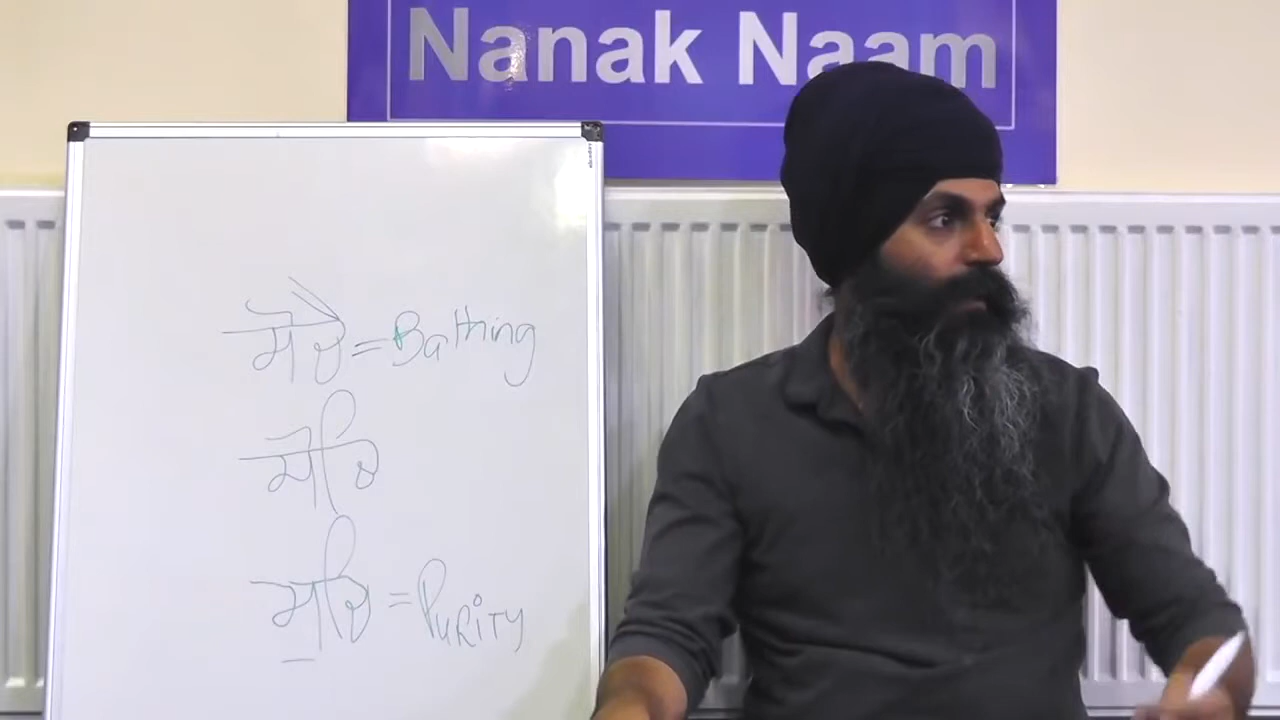 Nanak Naam
ਸੋਚੈ = Bathing
ਸੋਚਿ
ਸੁਚਿ = PURITY